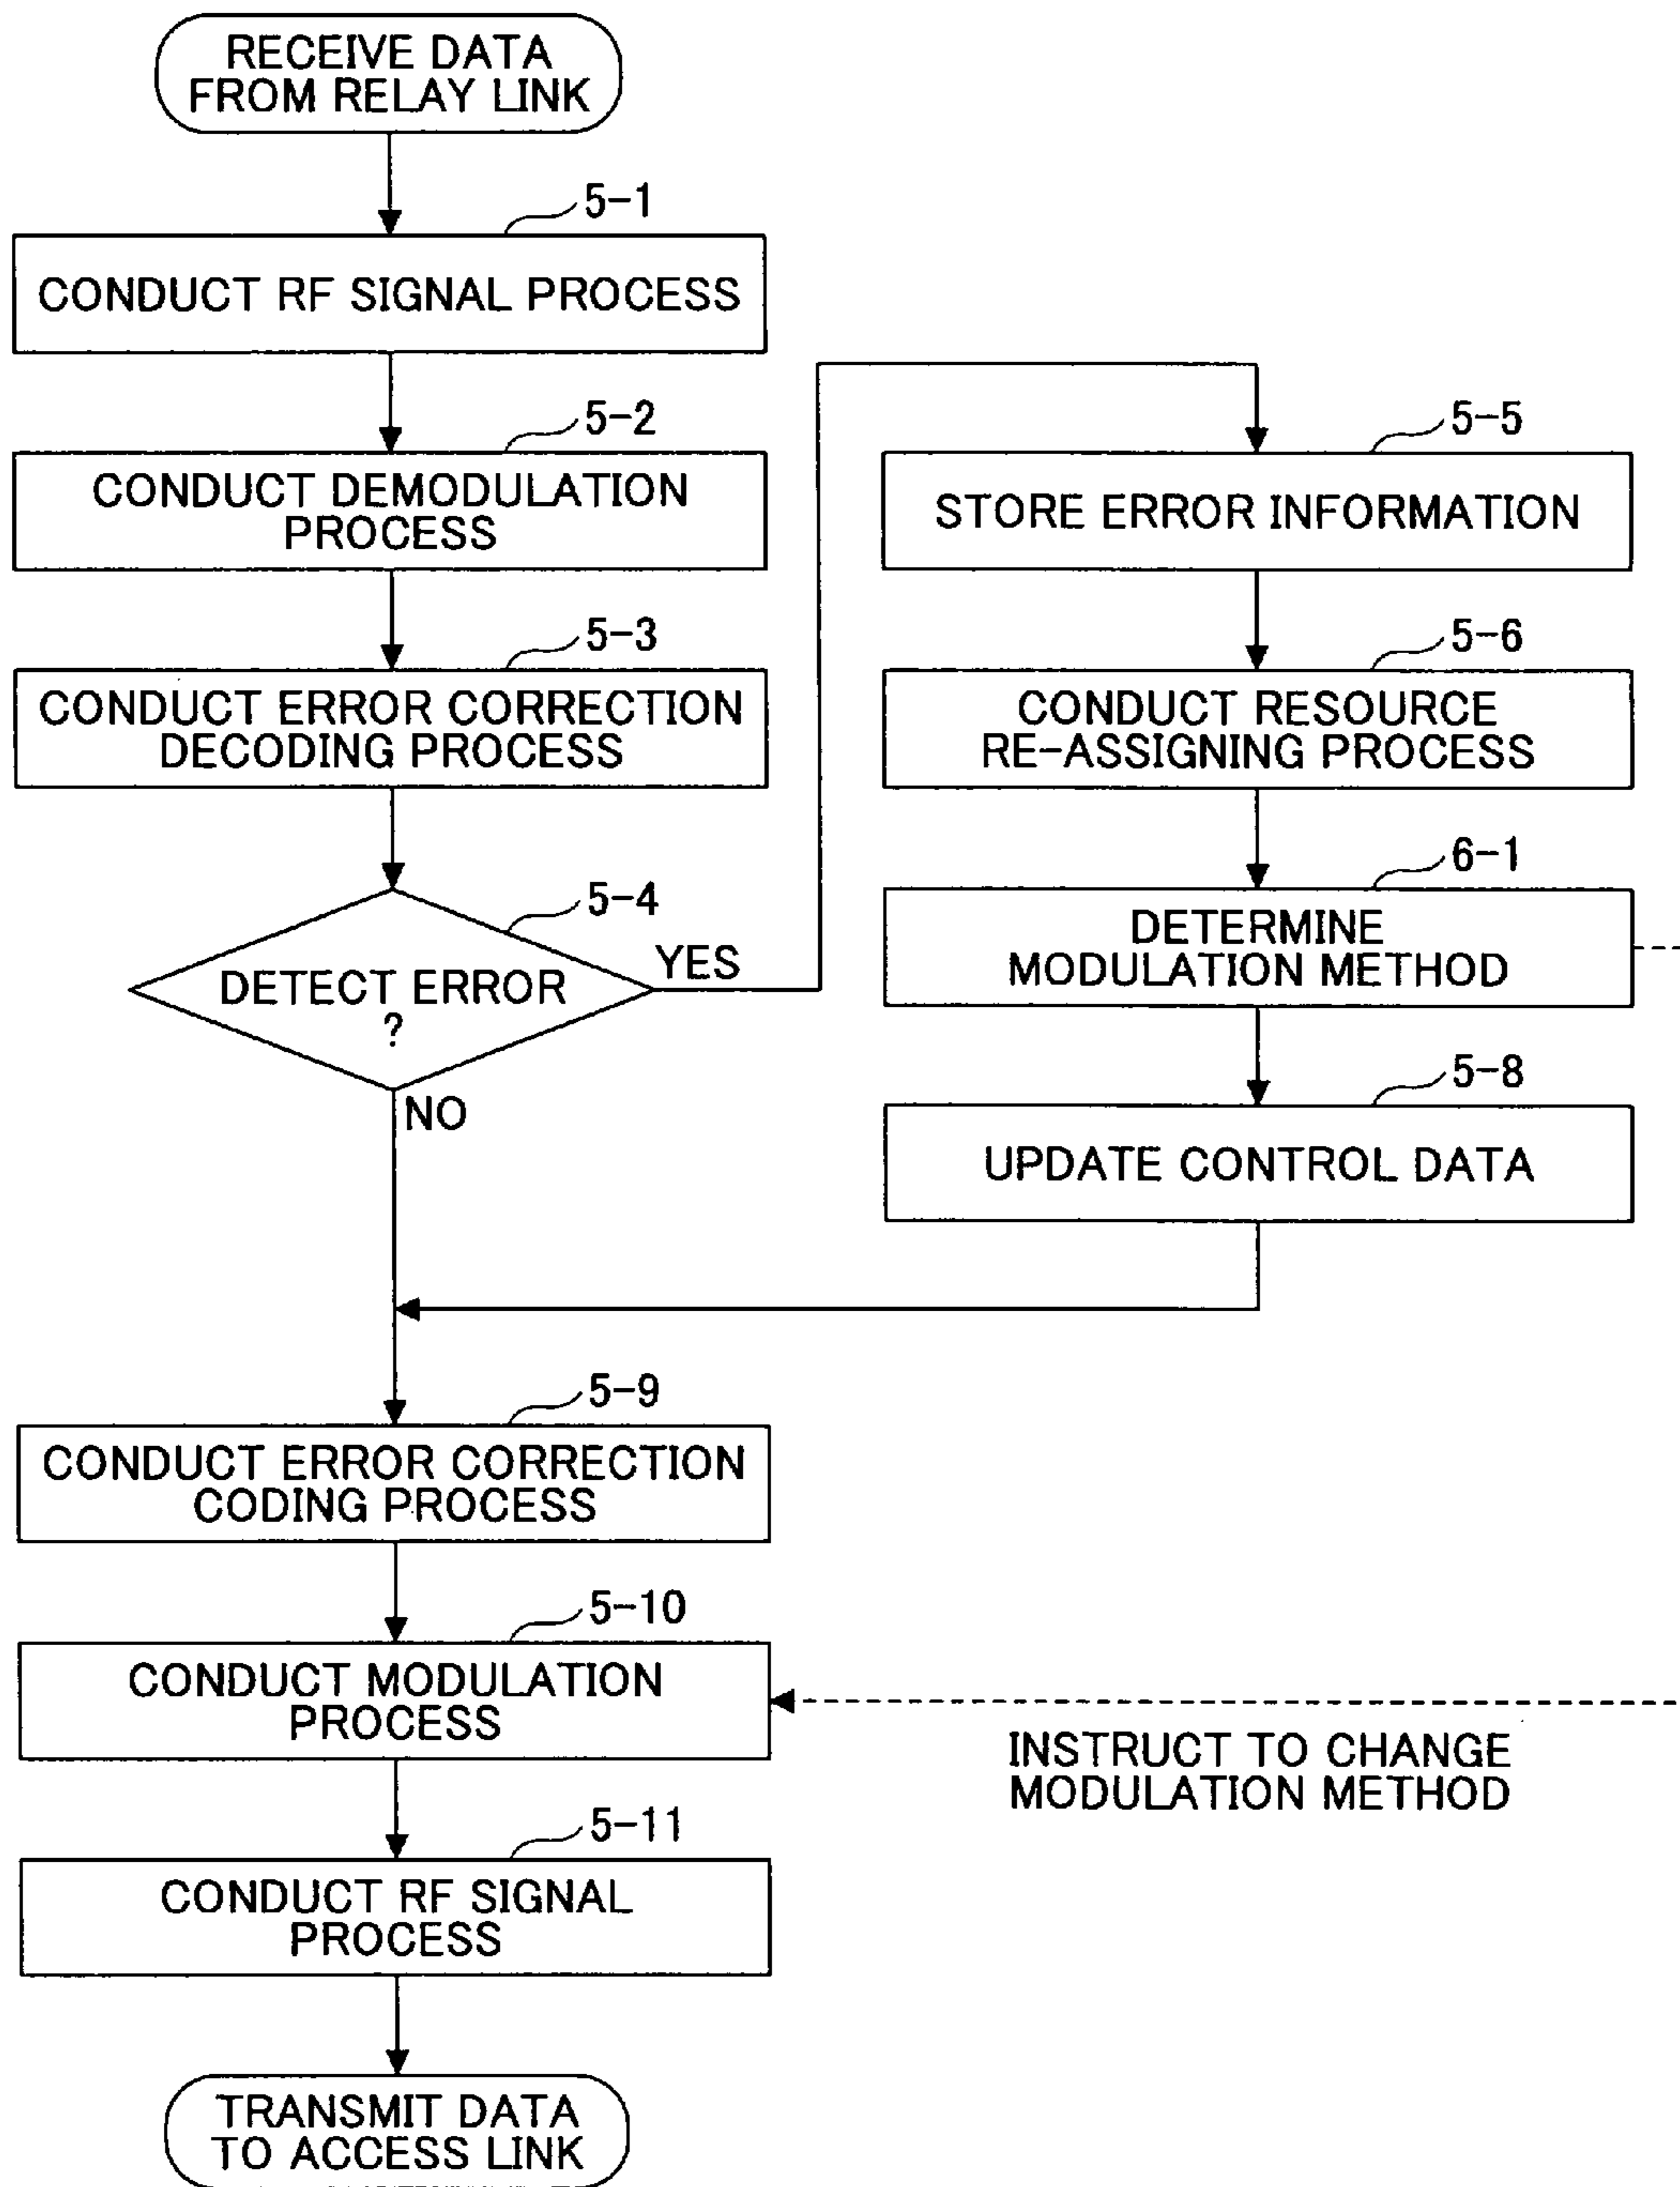 RECEIVE DATA
FROM RELAY LINK
5-1
CONDUCT RF SIGNAL PROCESS
5-2
CONDUCT DEMODULATION
PROCESS
5-3
CONDUCT ERROR CORRECTION
DECODING PROCESS
5-4
DETECT ERROR
?
YES
NO
5-5
STORE ERROR INFORMATION
5-6
CONDUCT RESOURCE
RE-ASSIGNING PROCESS
6-1
DETERMINE
MODULATION METHOD
5-8
UPDATE CONTROL DATA
5-9
CONDUCT ERROR CORRECTION
CODING PROCESS
5-10
CONDUCT MODULATION
PROCESS
INSTRUCT TO CHANGE
MODULATION METHOD
5-11
CONDUCT RF SIGNAL
PROCESS
TRANSMIT DATA
TO ACCESS LINK